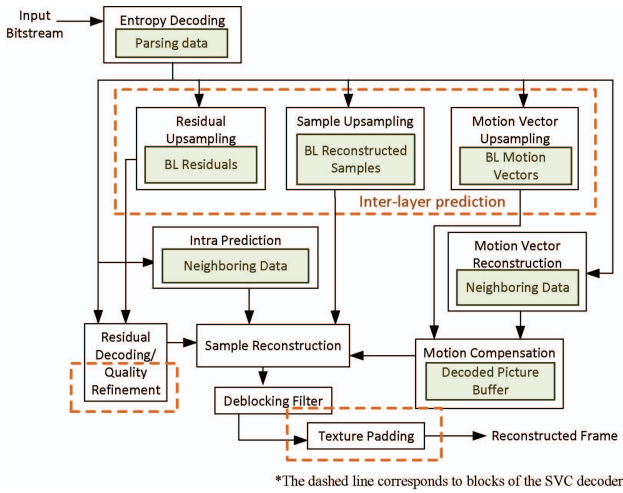 Input
Bitstream
Entropy Decoding
Parsing data
Residual
Upsampling
BL Residuals
Sample Upsampling
BL Reconstructed
Samples
Motion Vector
Upsampling
BL Motion
Vectors
Inter-layer prediction
Intra Prediction
Neighboring Data
Motion Vector
Reconstruction
Neighboring Data
Residual
Decoding/
Quality
Refinement
Sample Reconstruction
Motion Compensation
Decoded Picture
Buffer
Deblocking Filter
Texture Padding
Reconstructed Frame
*The dashed line corresponds to blocks of the SVC decoder